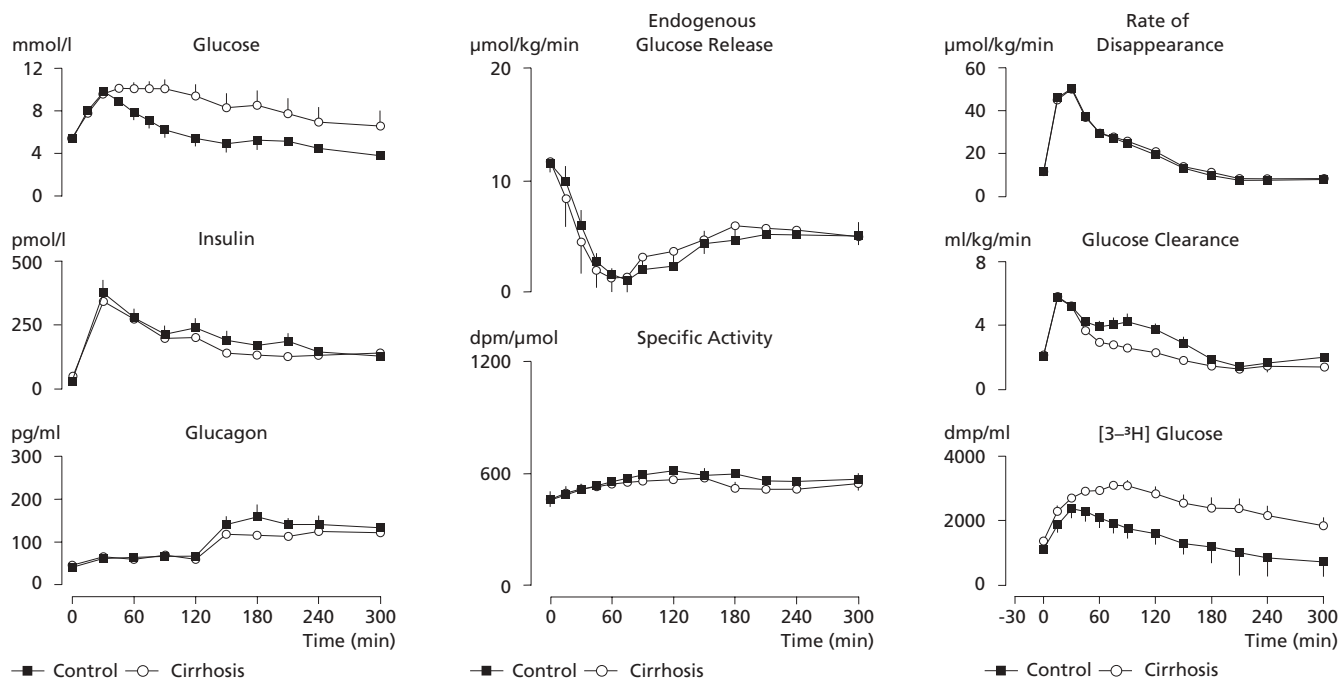 mmol/l Glucose
12
8
4
0
pmol/l Insulin
500
250
0
pg/ml Glucagon
300
200
100
0
0 60 120 180 240 300
Time (min)
Control Cirrhosis
Endogenous
µmol/kg/min Glucose Release
20
10
0
dpm/µmol Specific Activity
1200
600
0
0 60 120 180 240 300
Time (min)
Control Cirrhosis
Rate of
µmol/kg/min Disappearance
60
40
20
0
ml/kg/min Glucose Clearance
8
4
0
dmp/ml [3–³H] Glucose
4000
2000
0
-30 0 60 120 180 240 300
Time (min)
Control Cirrhosis